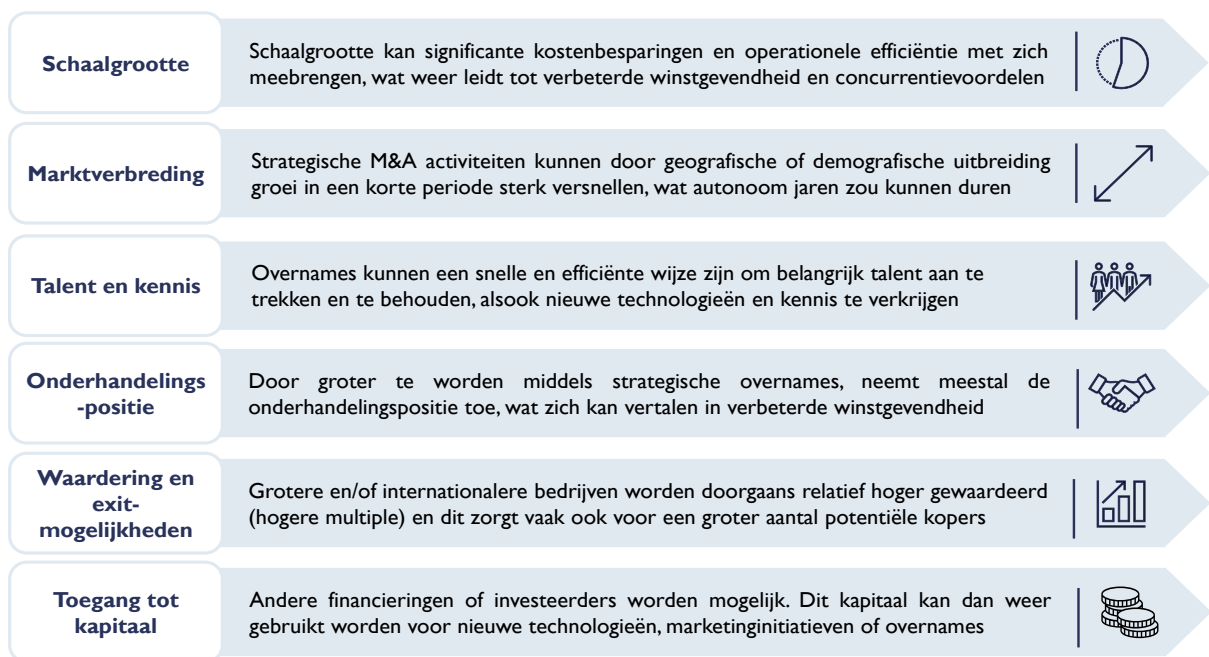 Schaalgrootte
Schaalgrootte kan significante kostenbesparingen en operationele efficiëntie met zich
meebrengen, wat weer leidt tot verbeterde winstgevendheid en concurrentievoordelen
Marktverbreding
Strategische M&A activiteiten kunnen door geografische of demografische uitbreiding
groei in een korte periode sterk versnellen, wat autonoom jaren zou kunnen duren
Talent en kennis
Overnames kunnen een snelle en efficiënte wijze zijn om belangrijk talent aan te
trekken en te behouden, alsook nieuwe technologieën en kennis te verkrijgen
Onderhandelings
-positie
Door groter te worden middels strategische overnames, neemt meestal de
onderhandelingspositie toe, wat zich kan vertalen in verbeterde winstgevendheid
Waardering en
exit-
mogelijkheden
Grotere en/of internationalere bedrijven worden doorgaans relatief hoger gewaardeerd
(hogere multiple) en dit zorgt vaak ook voor een groter aantal potentiële kopers
Toegang tot
kapitaal
Andere financieringen of investeerders worden mogelijk. Dit kapitaal kan dan weer
gebruikt worden voor nieuwe technologieën, marketinginitiatieven of overnames